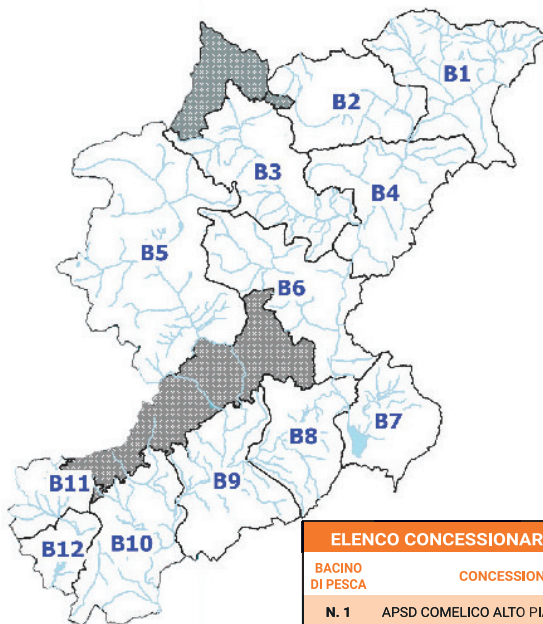 B1
B2
B3
B4
B5
B6
B7
B8
B9
B11
B10
B12
ELENCO CONCESSIONAR
BACINO
DI PESCA
CONCESSION
N. 1 APSD COMELICO ALTO PIA